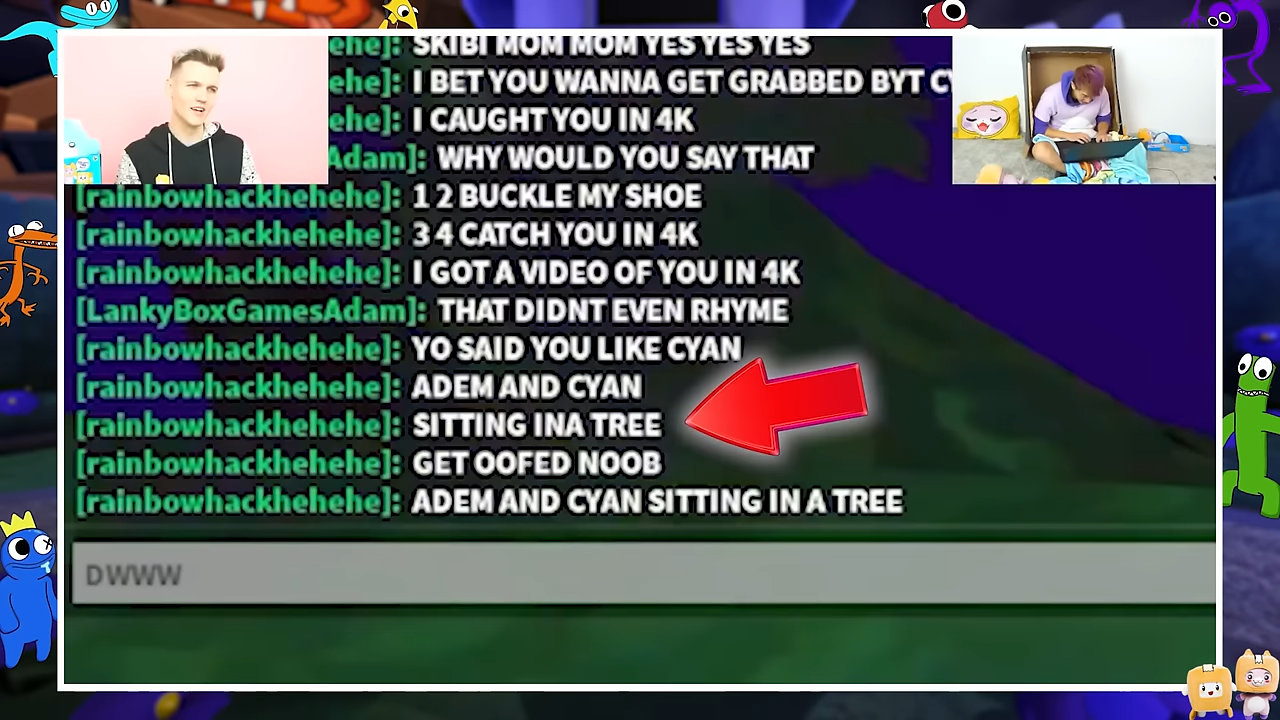 ehe]: SKIBI MOM MOM YES YES YES
ehe]: I BET YOU WANNA GET GRABBED BYT
ehe]: I CAUGHT YOU IN 4K
Adam]: WHY WOULD YOU SAY THAT
[rainbowhackhehehe]: 1 2 BUCKLE MY SHOE
[rainbowhackhehehe]: 3 4 CATCH YOU IN 4K
[rainbowhackhehehe]: I GOT A VIDEO OF YOU IN 4K
[LankyBoxGamesAdam]: THAT DIDNT EVEN RHYME
[rainbowhackhehehe]: YO SAID YOU LIKE CYAN
[rainbowhackhehehe]: ADEM AND CYAN
[rainbowhackhehehe]: SITTING INA TREE
[rainbowhackhehehe]: GET OOFED NOOB
[rainbowhackhehehe]: ADEM AND CYAN SITTING IN A TREE
DWWW